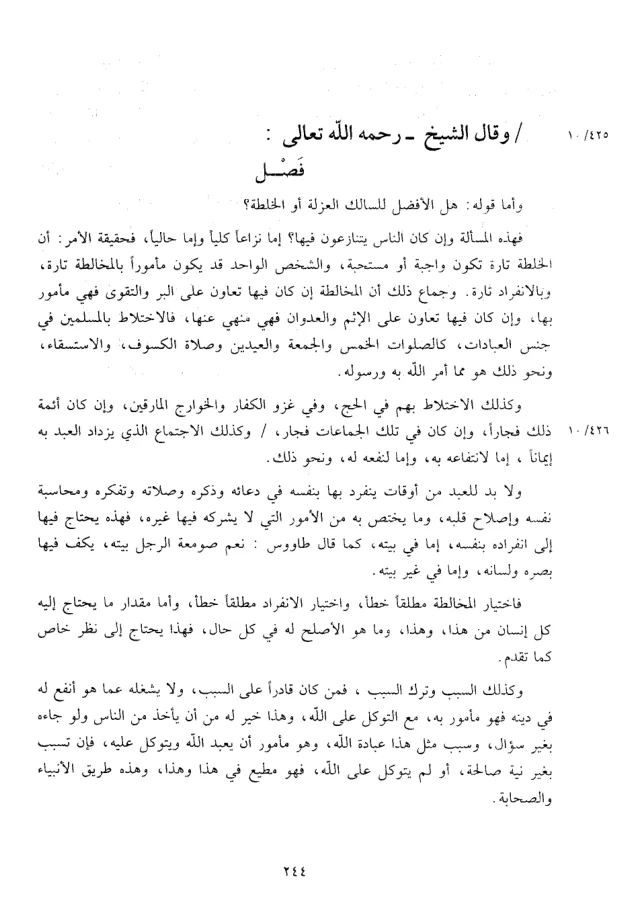 / وقال الشيخ ـ رحمه الله تعالى : ١٠/٤٢٥
فَصْـــل
وأما قوله: هل الأفضل للسالك العزلة أو الخلطة؟
فهذه المسألة وإن كان الناس يتنازعون فيها؟ إما نزاعاً كلياً وإما حالياً، فحقيقة الأمر: أن
الخلطة تارة تكون واجبة أو مستحبة، والشخص الواحد قد يكون مأموراً بالمخالطة تارة،
وبالانفراد تارة. وجماع ذلك أن المخالطة إن كان فيها تعاون على البر والتقوى فهي مأمور
بها، وإن كان فيها تعاون على الإثم والعدوان فهي منهي عنها، فالاختلاط بالمسلمين في
جنس العبادات، كالصلوات الخمس والجمعة والعيدين وصلاة الكسوف، والاستسقاء،
ونحو ذلك هو مما أمر الله به ورسوله.
وكذلك الاختلاط بهم في الحج، وفي غزو الكفار والخوارج المارقين، وإن كان أئمة
ذلك فجاراً، وإن كان في تلك الجماعات فجار، / وكذلك الاجتماع الذي يزداد العبد به ١٠/٤٢٦
إيماناً ، إما لانتفاعه به، وإما لنفعه له، ونحو ذلك.
ولا بد للعبد من أوقات ينفرد بها بنفسه في دعائه وذكره وصلاته وتفكره ومحاسبة
نفسه وإصلاح قلبه، وما يختص به من الأمور التي لا يشركه فيها غيره، فهذه يحتاج فيها
إلى انفراده بنفسه، إما في بيته، كما قال طاووس : نعم صومعة الرجل بيته، يكف فيها
بصره ولسانه، وإما في غير بيته.
فاختيار المخالطة مطلقاً خطأ، واختيار الانفراد مطلقاً خطأ، وأما مقدار ما يحتاج إليه
كل إنسان من هذا، وهذا، وما هو الأصلح له في كل حال، فهذا يحتاج إلى نظر خاص
كما تقدم.
وكذلك السبب وترك السبب ، فمن كان قادراً على السبب، ولا يشغله عما هو أنفع له
في دينه فهو مأمور به، مع التوكل على الله، وهذا خير له من أن يأخذ من الناس ولو جاءه
بغير سؤال، وسبب مثل هذا عبادة الله، وهو مأمور أن يعبد الله ويتوكل عليه، فإن تسبب
بغير نية صالحة، أو لم يتوكل على الله، فهو مطيع في هذا وهذا، وهذه طريق الأنبياء
والصحابة.
٢٤٤